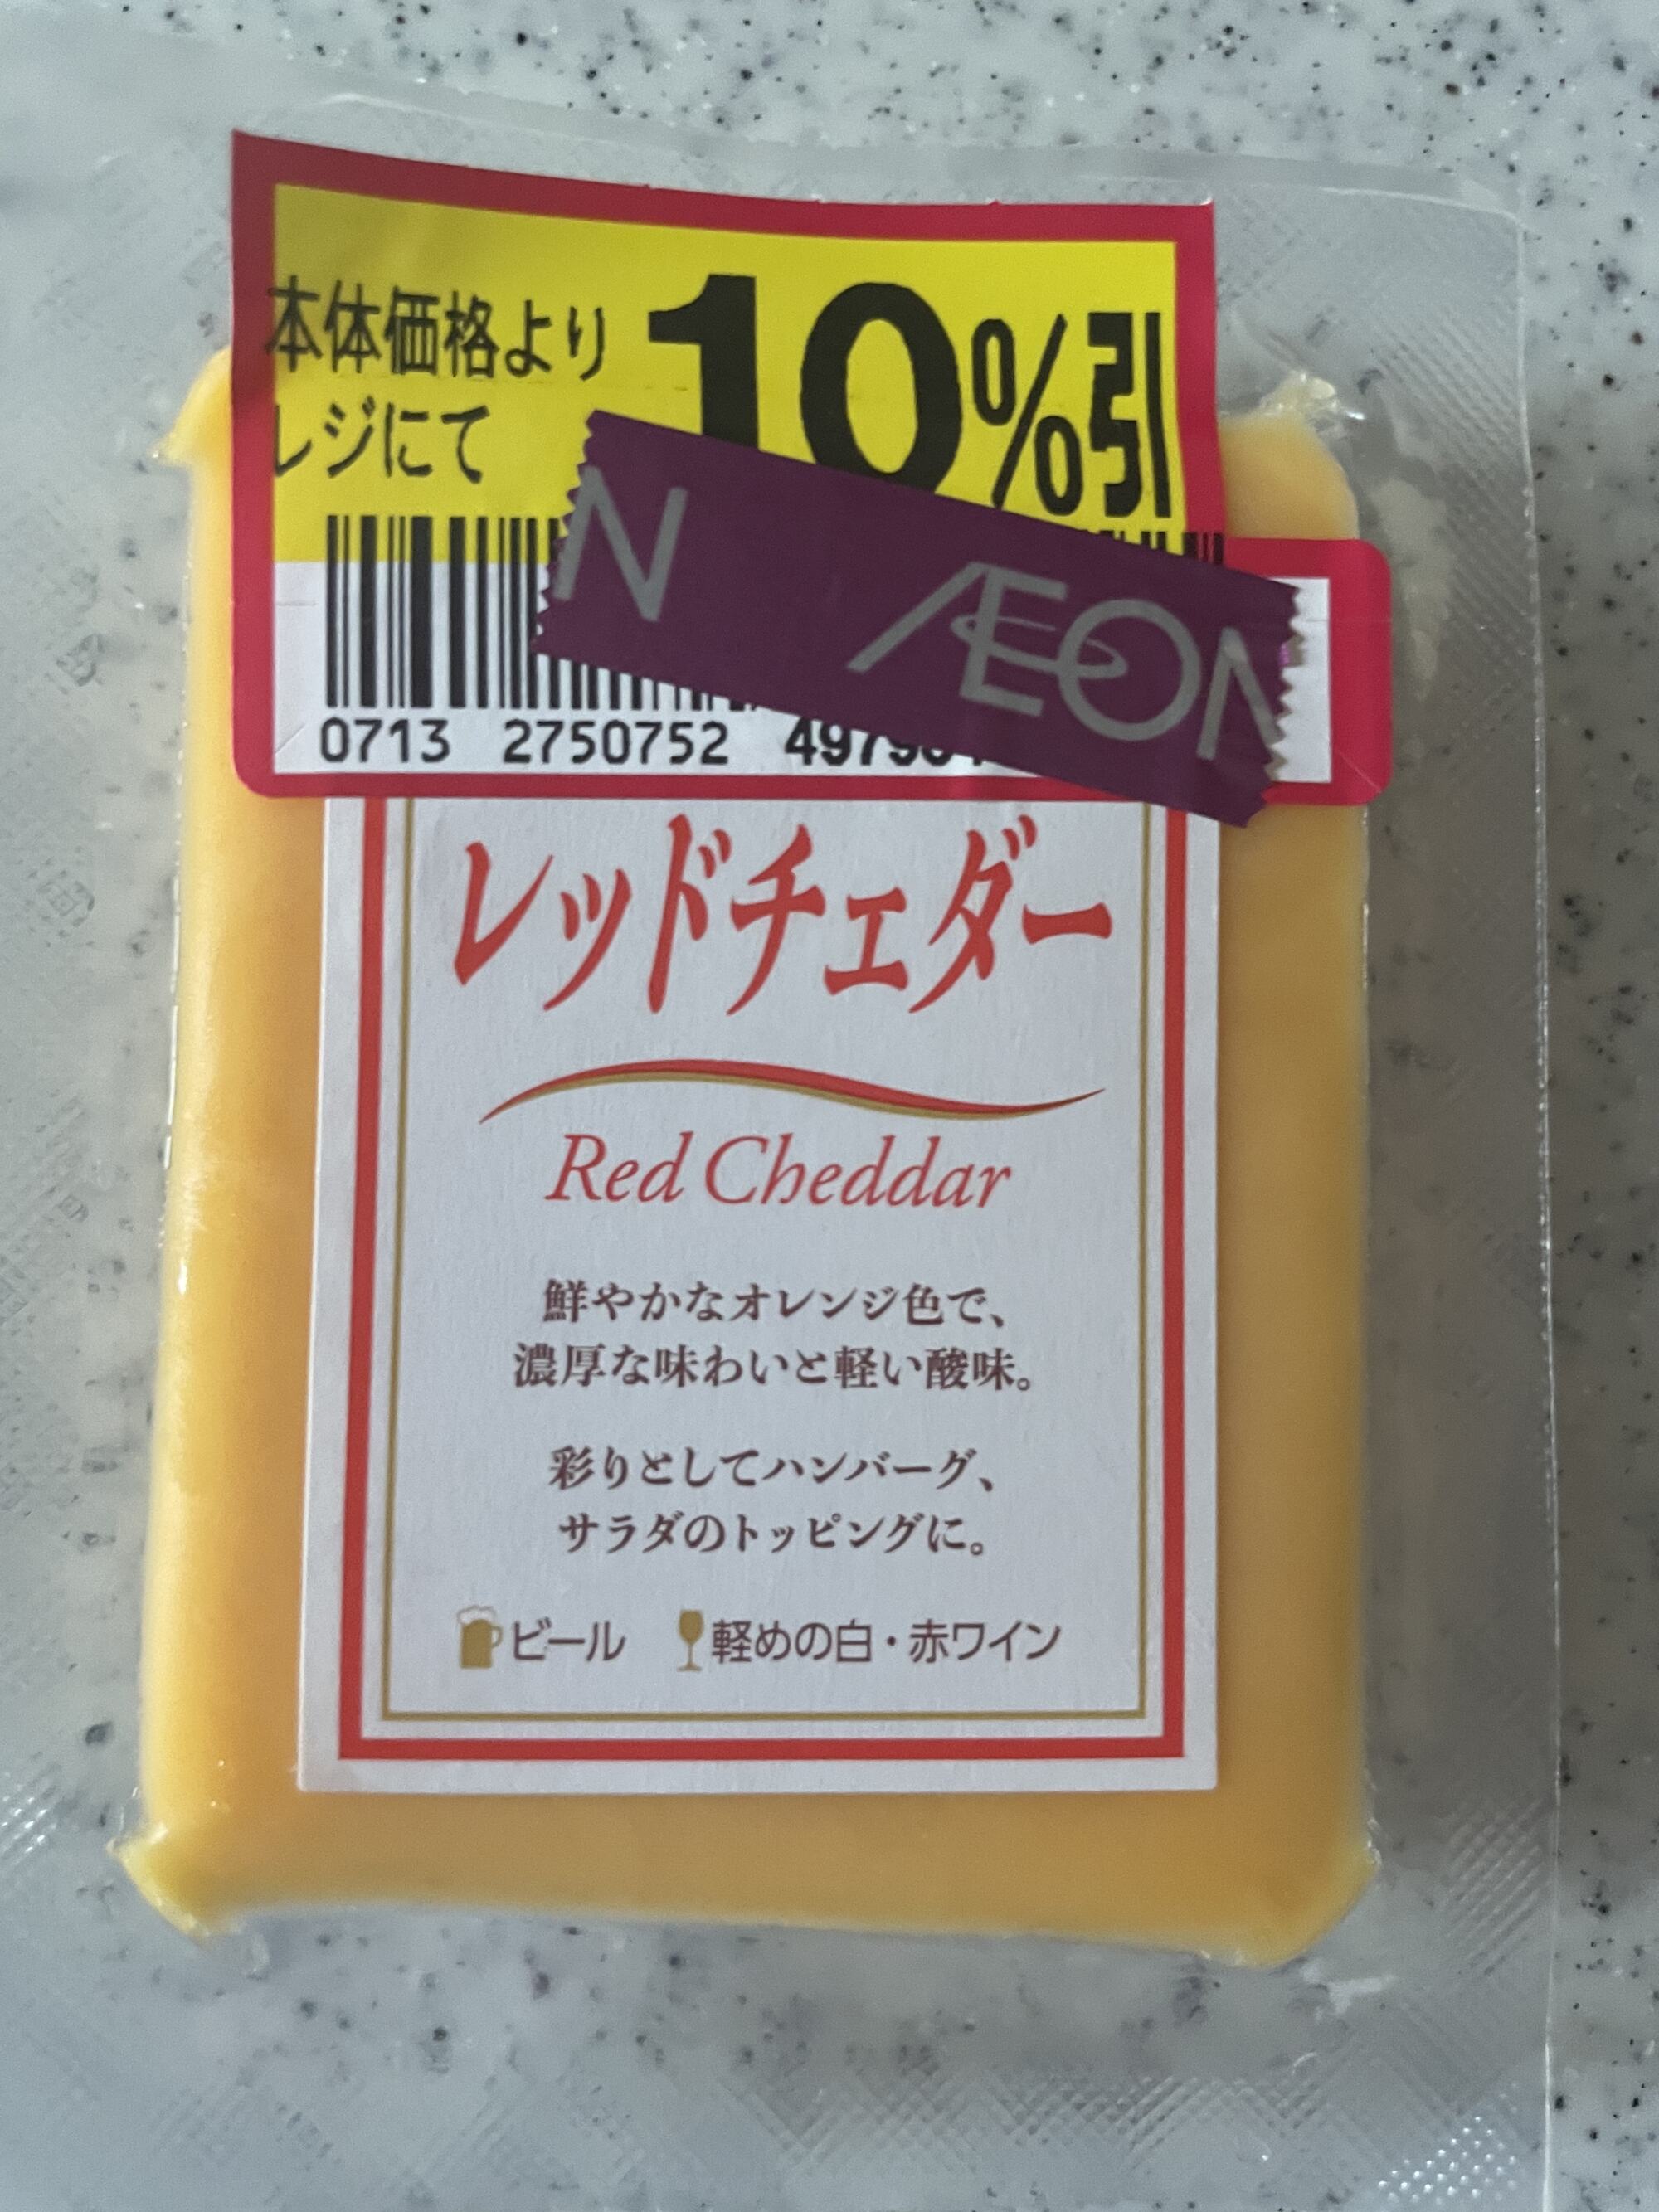 本体価格より
レジにて
10%引
N ÆON
0713 2750752
レッドチェダー
Red Cheddar
鮮やかなオレンジ色で、
濃厚な味わいと軽い酸味。
彩りとしてハンバーグ、
サラダのトッピングに。
ビール 軽めの白・赤ワイン